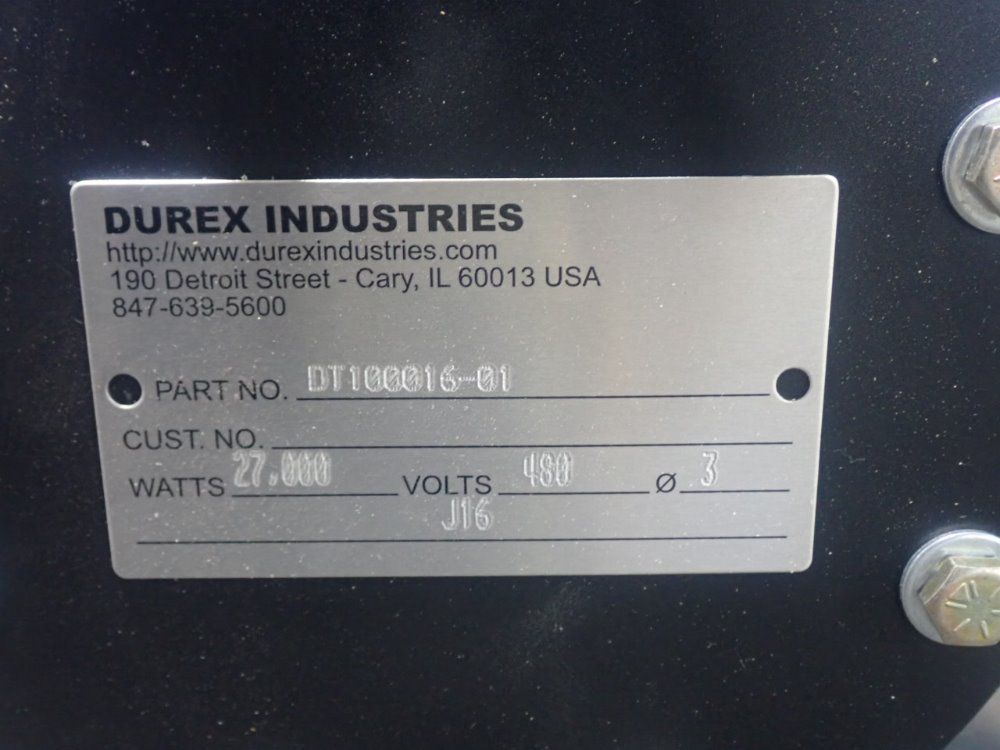 DUREX INDUSTRIES
http://www.durexindustries.com
190 Detroit Street - Cary, IL 60013 USA
847-639-5600
PART NO. DT100016-01
CUST. NO.
WATTS 27,000 VOLTS 480 Ø 3
J16